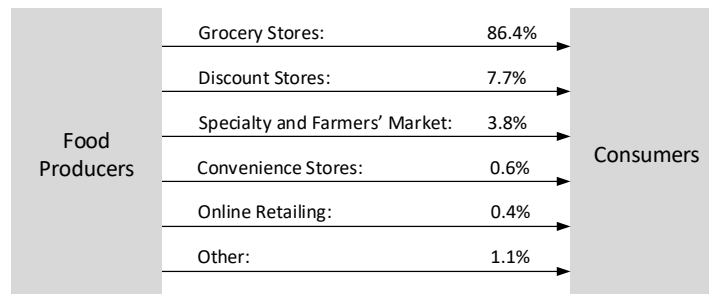 Food
Producers
Grocery Stores: 86.4%
Discount Stores: 7.7%
Specialty and Farmers’ Market: 3.8%
Convenience Stores: 0.6%
Online Retailing: 0.4%
Other: 1.1%
Consumers